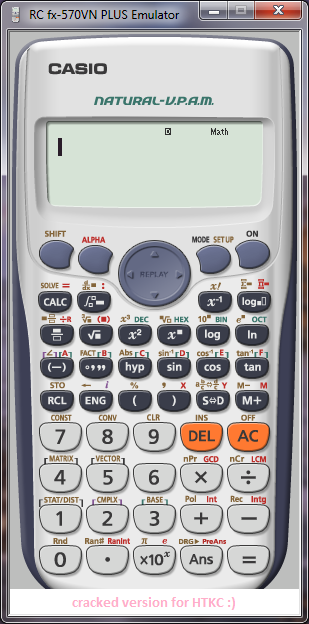 RC fx-570VN PLUS Emulator
CASIO
NATURAL-V.P.A.M.
D Math
SHIFT ALPHA REPLAY MODE SETUP ON
SOLVE = : x! Σ= Π=
CALC x⁻¹ log
÷R x³ DEC HEX 10■ BIN e■ OCT
√■ x² x■ log ln
∠ A FACT B Abs C sin⁻¹ D cos⁻¹ E tan⁻¹ F
(−) °,,, hyp sin cos tan
STO ← i % , X Y M− M
RCL ENG ( ) S⇔D M+
CONST CONV CLR INS OFF
7 8 9 DEL AC
MATRIX VECTOR nPr GCD nCr LCM
4 5 6 × ÷
STAT/DIST CMPLX BASE Pol Int Rec Intg
1 2 3 + −
Rnd Ran# RanInt π e DRG▶ PreAns
0 . ×10ˣ Ans =
cracked version for HTKC :)